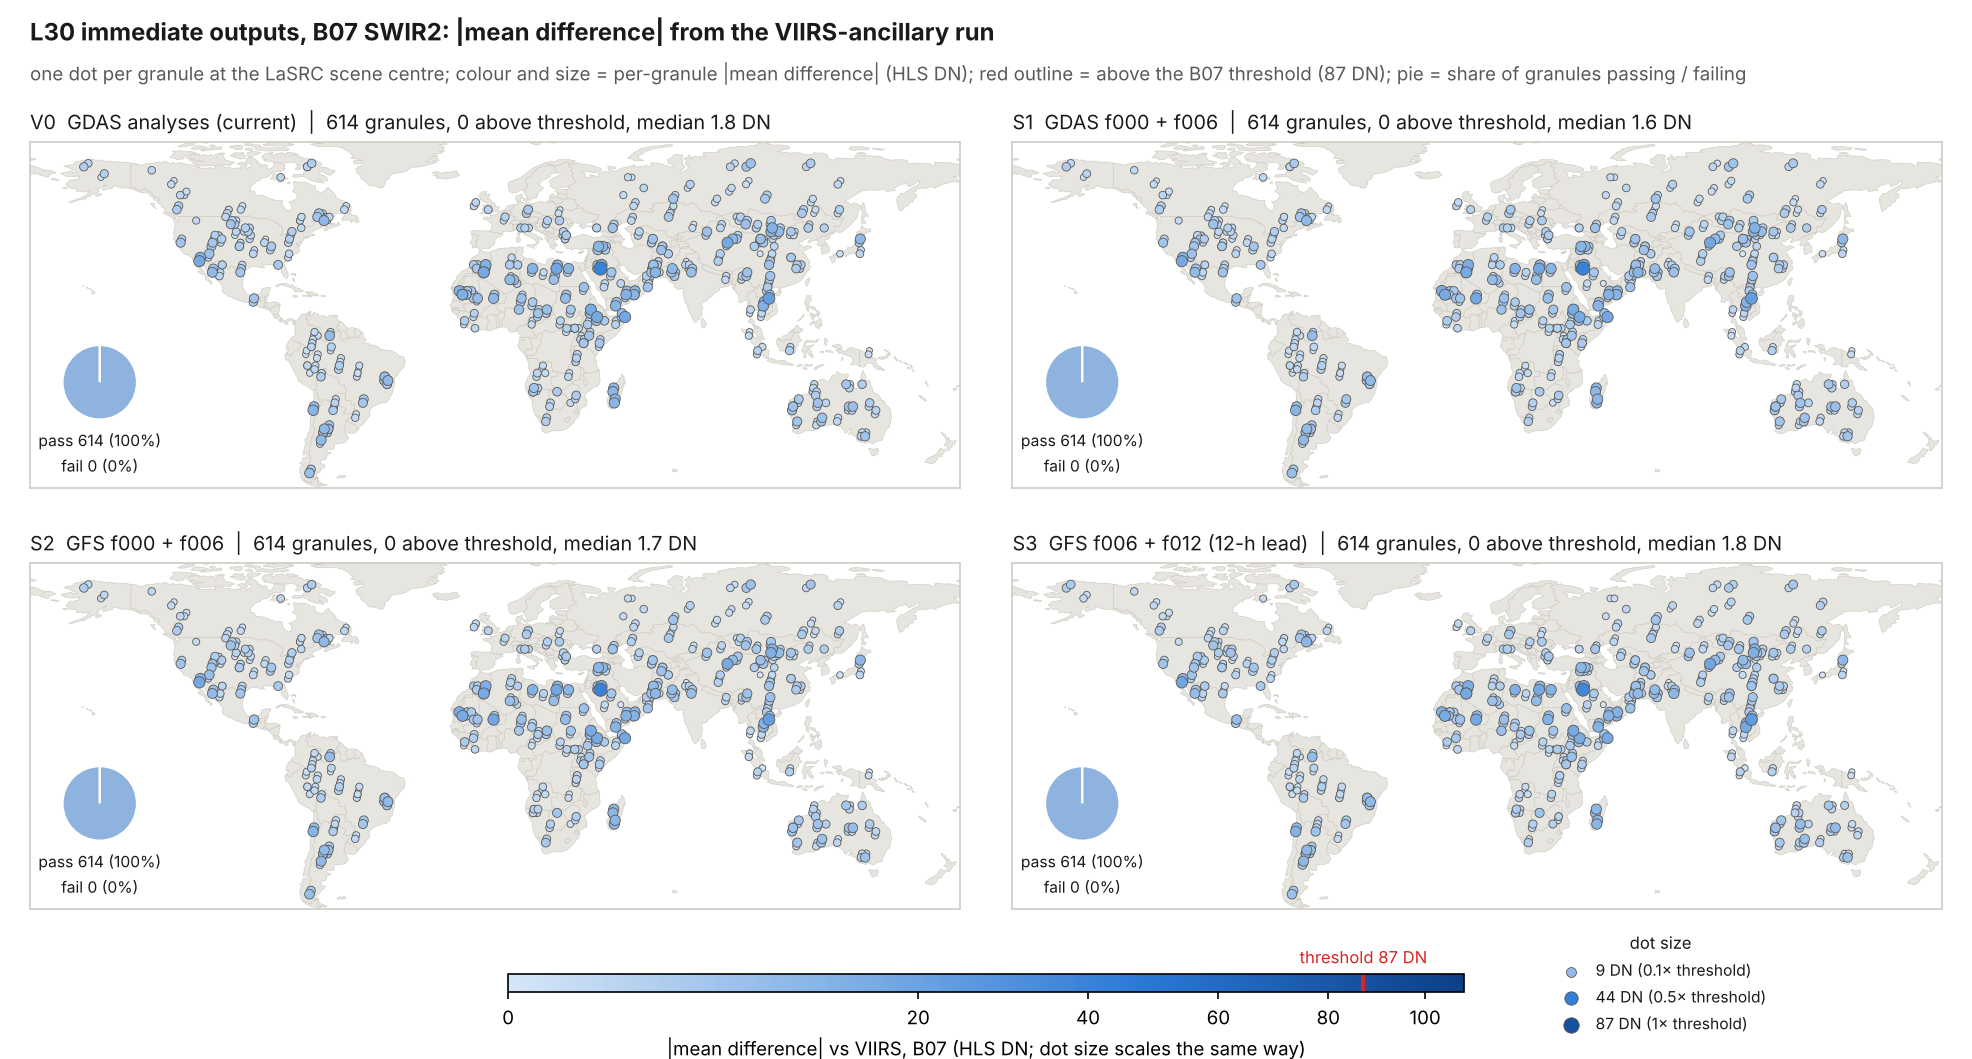 L30 immediate outputs, B07 SWIR2: |mean difference| from the VIIRS-ancillary run
one dot per granule at the LaSRC scene centre; colour and size = per-granule |mean difference| (HLS DN); red outline = above the B07 threshold (87 DN); pie = share of granules passing / failing
V0 GDAS analyses (current) | 614 granules, 0 above threshold, median 1.8 DN
pass 614 (100%)
fail 0 (0%)
S1 GDAS f000 + f006 | 614 granules, 0 above threshold, median 1.6 DN
pass 614 (100%)
fail 0 (0%)
S2 GFS f000 + f006 | 614 granules, 0 above threshold, median 1.7 DN
pass 614 (100%)
fail 0 (0%)
S3 GFS f006 + f012 (12-h lead) | 614 granules, 0 above threshold, median 1.8 DN
pass 614 (100%)
fail 0 (0%)
threshold 87 DN
0 20 40 60 80 100
|mean difference| vs VIIRS, B07 (HLS DN; dot size scales the same way)
dot size
9 DN (0.1× threshold)
44 DN (0.5× threshold)
87 DN (1× threshold)